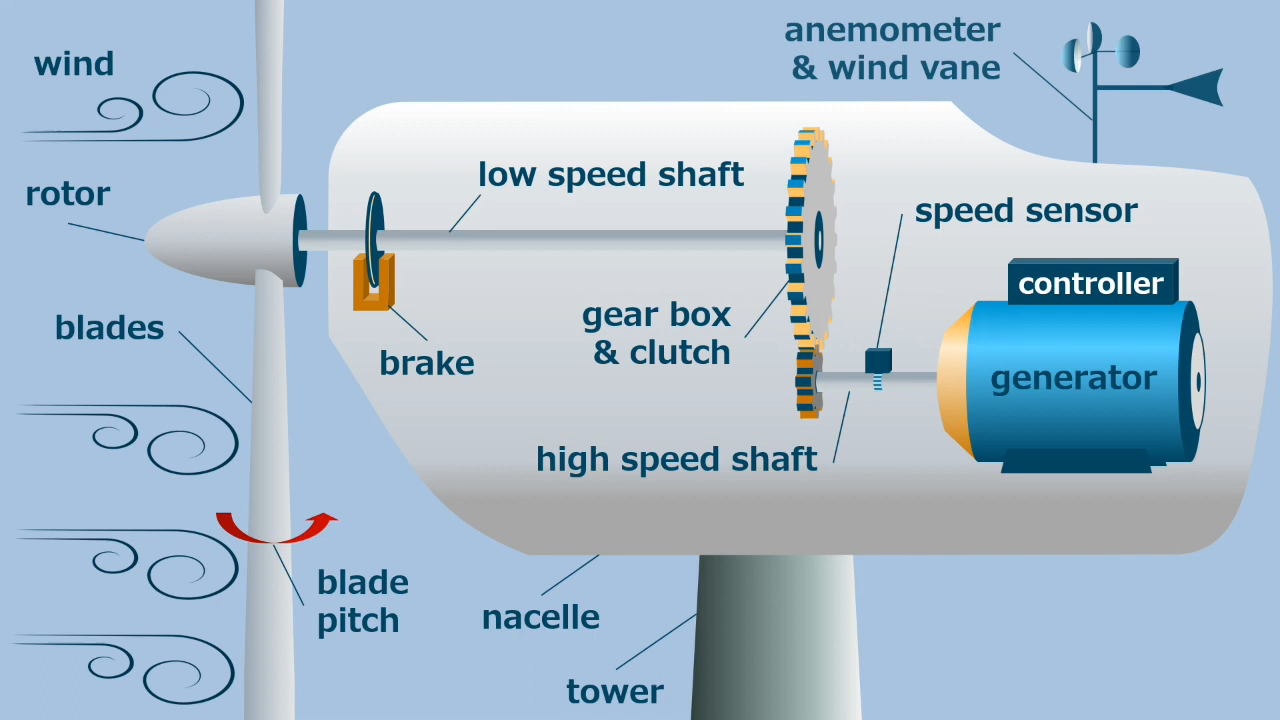 wind
anemometer
& wind vane
rotor
low speed shaft
speed sensor
controller
blades
gear box
& clutch
brake
generator
high speed shaft
blade
pitch
nacelle
tower